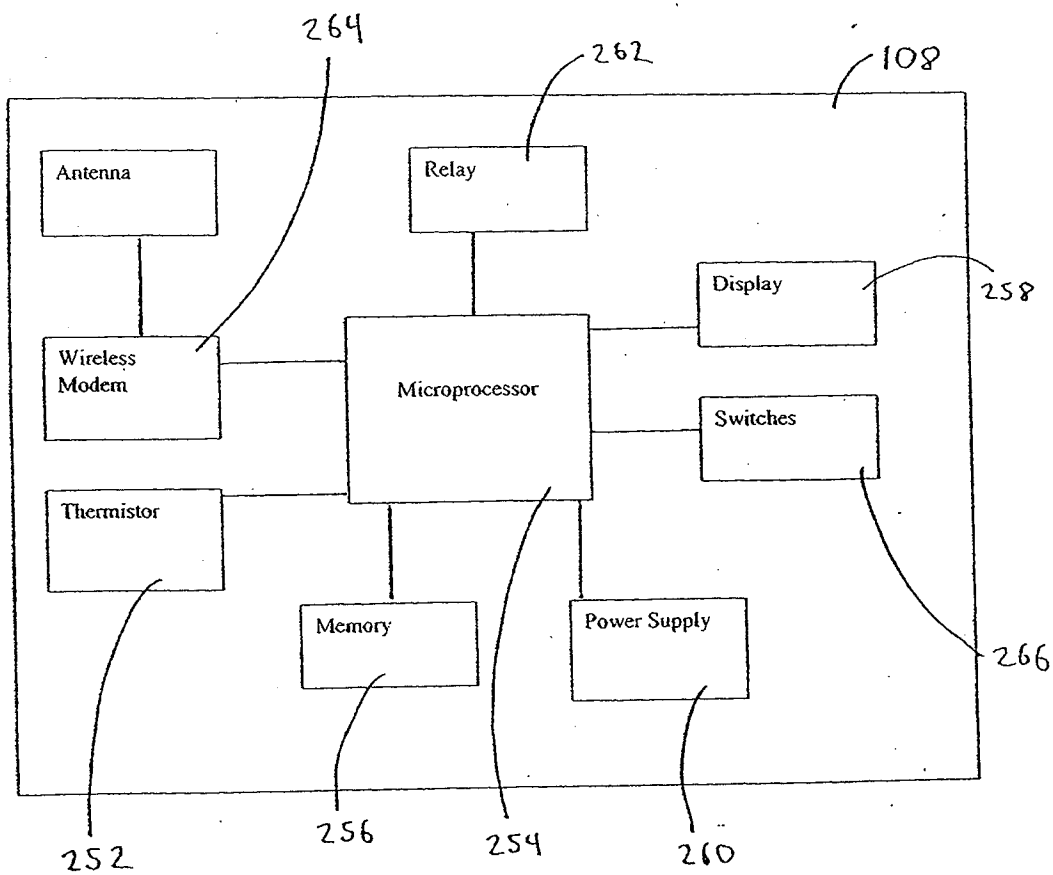 264
262
108
Antenna
Relay
Display
258
Wireless
Modem
Microprocessor
Switches
Thermistor
Memory
Power Supply
266
252
256
254
260